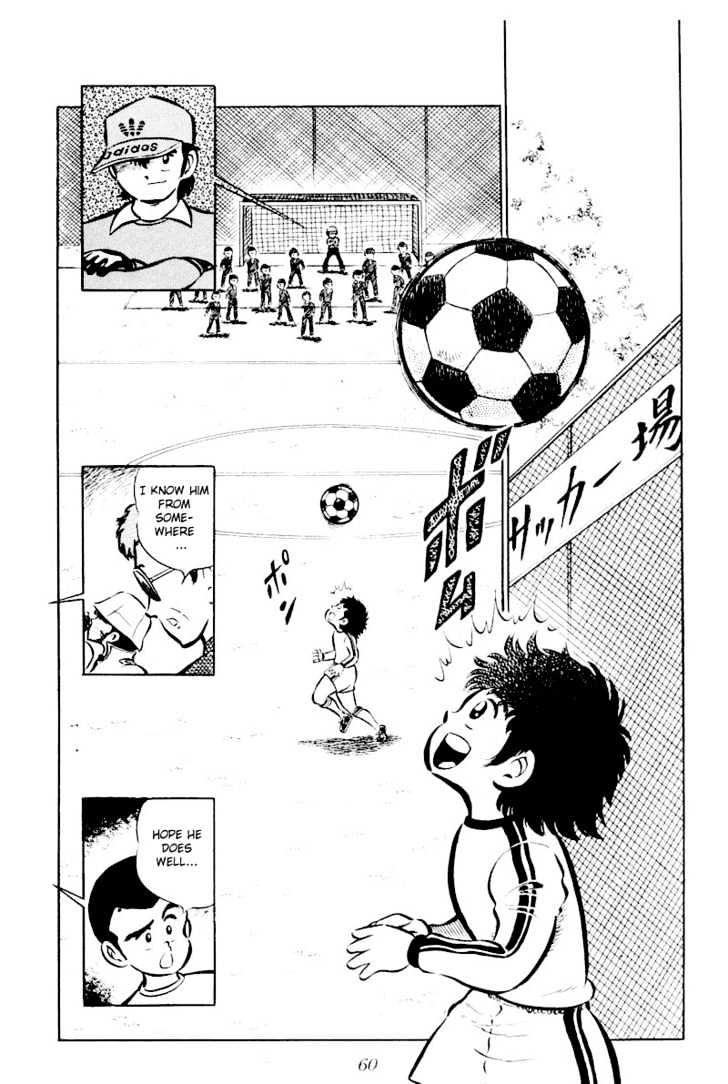 adidas
サッカー場
ボム
I KNOW HIM
FROM
SOME-
WHERE
...
ポン
HOPE HE
DOES
WELL...
60